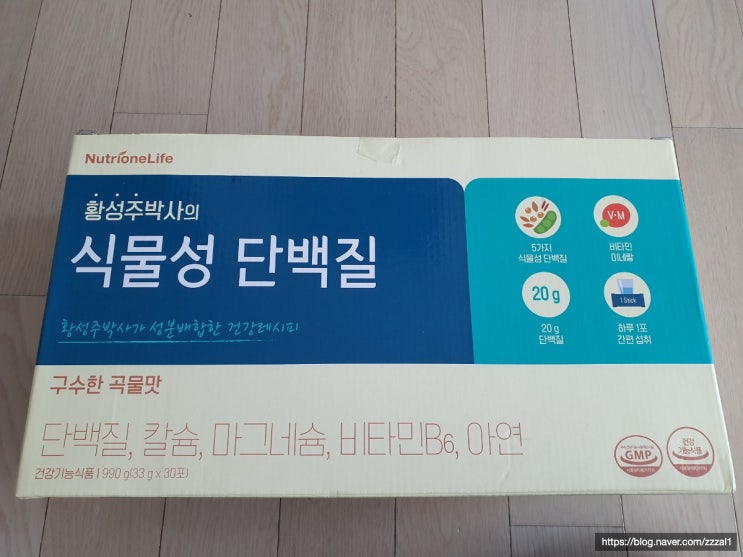 NutrioneLife
황성주박사의
식물성 단백질
황성주박사가 성분배합한 건강레시피
5가지
식물성 단백질
V·M
비타민
미네랄
20 g
20 g
단백질
1 Stick
하루 1포
간편 섭취
구수한 곡물맛
단백질, 칼슘, 마그네슘, 비타민B6, 아연
건강기능식품 | 990 g(33 g x 30포)
GMP
건강
기능식품
https://blog.naver.com/zzzal1